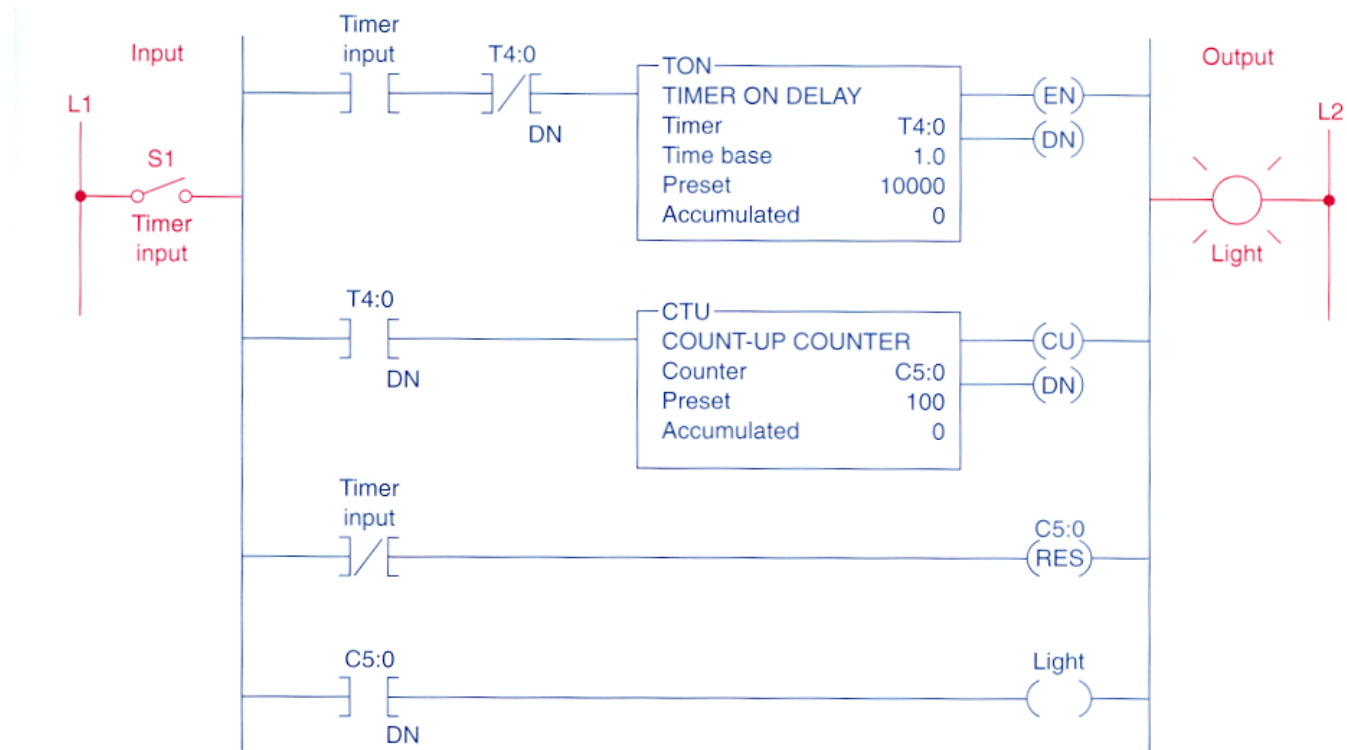 Input
L1
S1
Timer
input
Timer
input
T4:0
DN
TON
TIMER ON DELAY
Timer T4:0
Time base 1.0
Preset 10000
Accumulated 0
EN
DN
Output
L2
Light
T4:0
DN
CTU
COUNT-UP COUNTER
Counter C5:0
Preset 100
Accumulated 0
CU
DN
Timer
input
C5:0
RES
C5:0
DN
Light